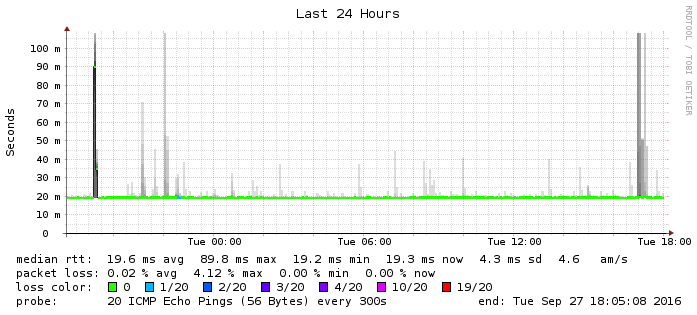 Last 24 Hours
RRDTOOL / TOBI OETIKER
Seconds
100 m
90 m
80 m
70 m
60 m
50 m
40 m
30 m
20 m
10 m
0
Tue 00:00 Tue 06:00 Tue 12:00 Tue 18:00
median rtt: 19.6 ms avg 89.8 ms max 19.2 ms min 19.3 ms now 4.3 ms sd 4.6 am/s
packet loss: 0.02 % avg 4.12 % max 0.00 % min 0.00 % now
loss color: 0 1/20 2/20 3/20 4/20 10/20 19/20
probe: 20 ICMP Echo Pings (56 Bytes) every 300s end: Tue Sep 27 18:05:08 2016